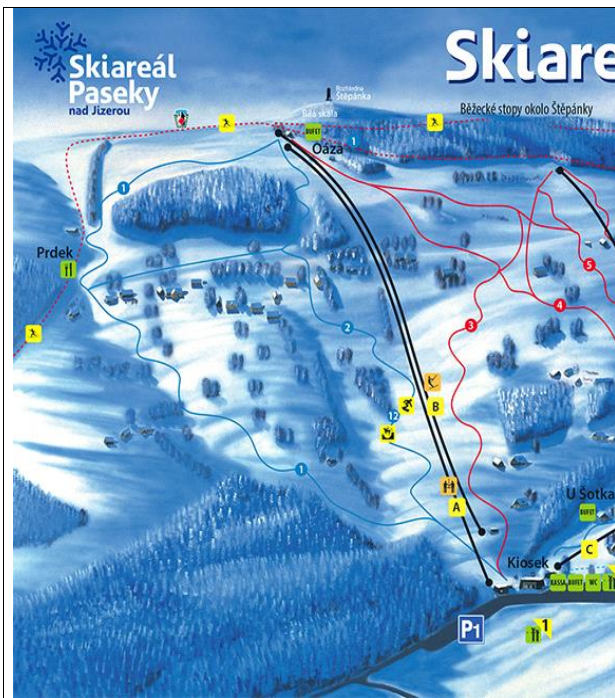 Skiareál
Paseky
nad Jizerou
Skiare
Rozhledna
Štěpánka
Běžecké stopy okolo Štěpánky
Bílá skála
BUFET
Oáza
1
1
Prdek
5
4
3
2
B
12
A
1
U Šotka
BUFET
C
Kiosek
KASSA
BUFET
WC
P1
1